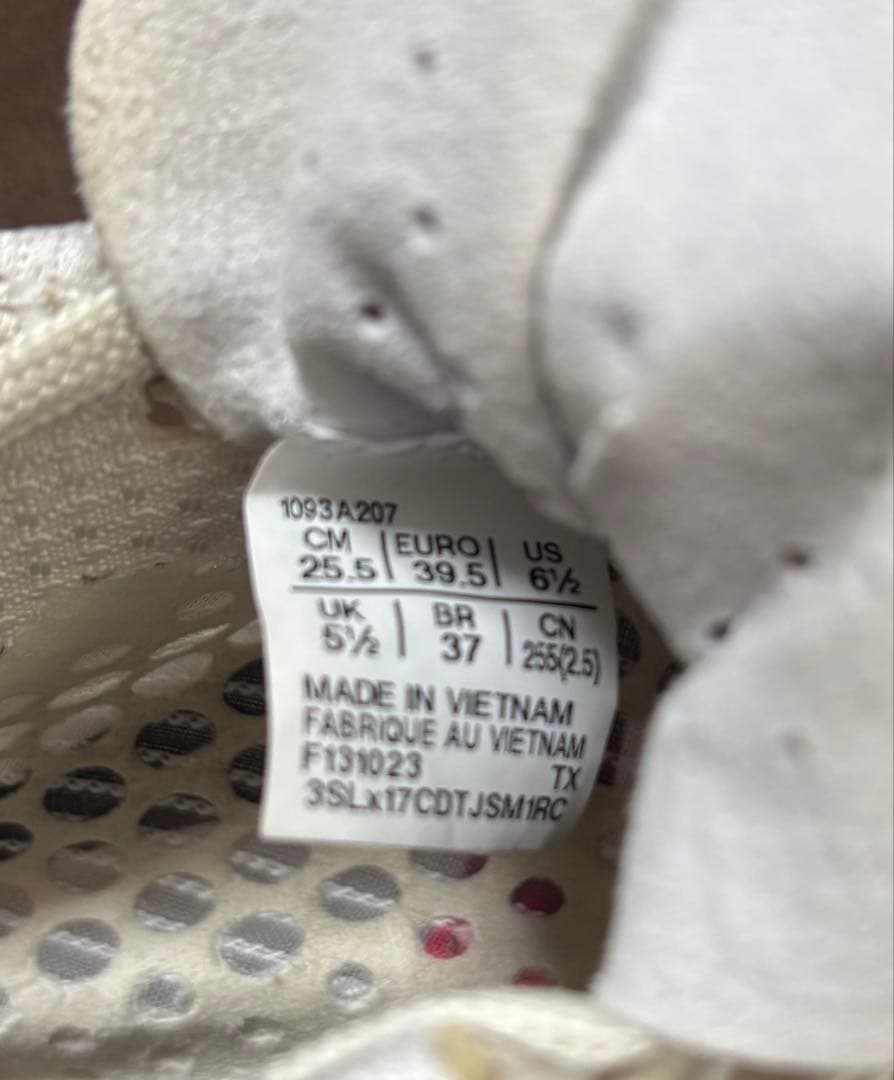 1093A207
CM | EURO | US
25.5 | 39.5 | 6½
UK | BR | CN
5½ | 37 | 255(2.5)
MADE IN VIETNAM
FABRIQUE AU VIETNAM
F131023 TX
3SLx17CDTJSM1RC